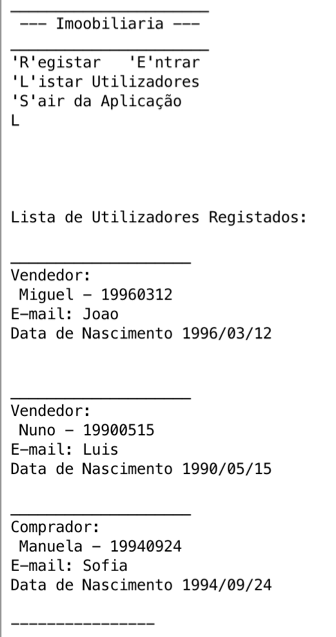 --- Imoobiliaria ---
'R'egistar 'E'ntrar
'L'istar Utilizadores
'S'air da Aplicação
L
Lista de Utilizadores Registados:
Vendedor:
Miguel - 19960312
E-mail: Joao
Data de Nascimento 1996/03/12
Vendedor:
Nuno - 19900515
E-mail: Luis
Data de Nascimento 1990/05/15
Comprador:
Manuela - 19940924
E-mail: Sofia
Data de Nascimento 1994/09/24
----------------